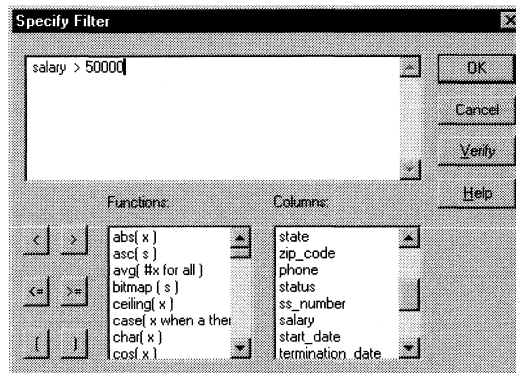 Specify Filter
salary > 50000
OK
Cancel
Verify
Help
Functions:
Columns:
< >
<= >=
( )
abs( x )
asc( s )
avg( #x for all )
bitmap ( s )
ceiling( x )
case( x when a ther
char( x )
cos( x )
state
zip_code
phone
status
ss_number
salary
start_date
termination_date